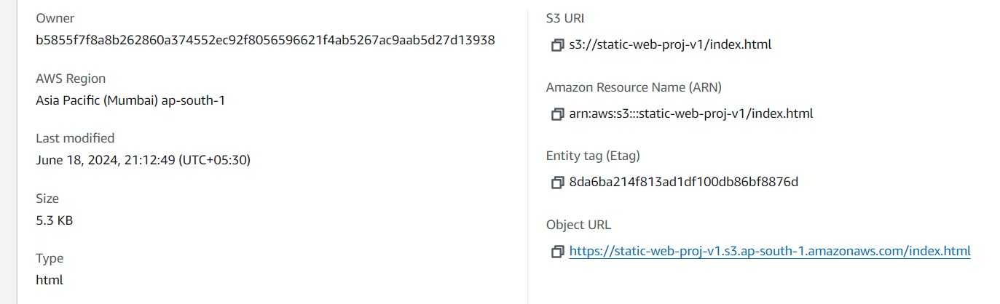 Owner
b5855f7f8a8b262860a374552ec92f8056596621f4ab5267ac9aab5d27d13938
AWS Region
Asia Pacific (Mumbai) ap-south-1
Last modified
June 18, 2024, 21:12:49 (UTC+05:30)
Size
5.3 KB
Type
html
S3 URI
s3://static-web-proj-v1/index.html
Amazon Resource Name (ARN)
arn:aws:s3:::static-web-proj-v1/index.html
Entity tag (Etag)
8da6ba214f813ad1df100db86bf8876d
Object URL
https://static-web-proj-v1.s3.ap-south-1.amazonaws.com/index.html